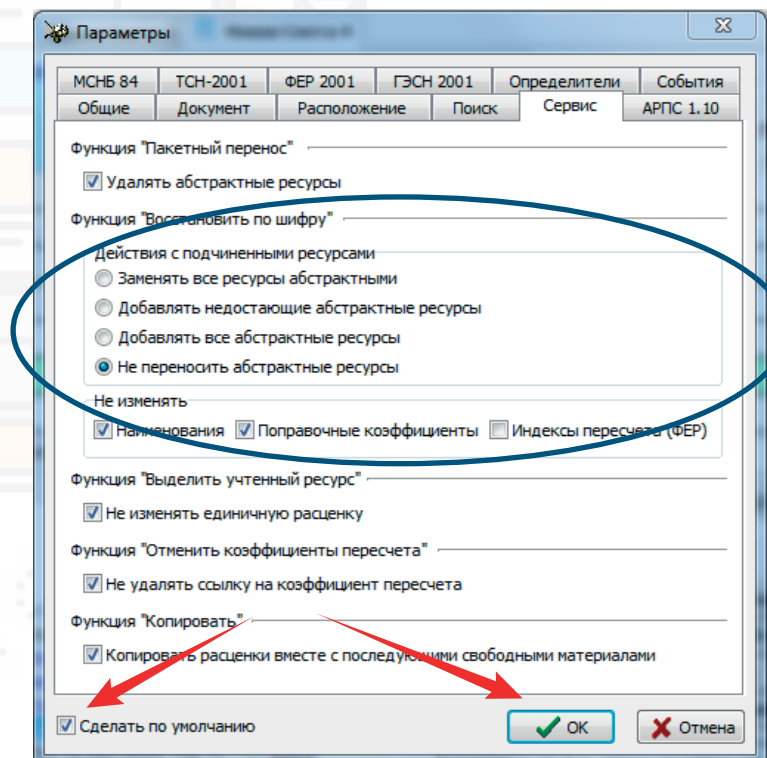 Параметры
МСНБ 84 ТСН-2001 ФЕР 2001 ГЭСН 2001 Определители События
Общие Документ Расположение Поиск Сервис АРПС 1.10
Функция "Пакетный перенос"
Удалять абстрактные ресурсы
Функция "Восстановить по шифру"
Действия с подчиненными ресурсами
Заменять все ресурсы абстрактными
Добавлять недостающие абстрактные ресурсы
Добавлять все абстрактные ресурсы
Не переносить абстрактные ресурсы
Не изменять
Наименования Поправочные коэффициенты Индексы пересчета (ФЕР)
Функция "Выделить учтенный ресурс"
Не изменять единичную расценку
Функция "Отменить коэффициенты пересчета"
Не удалять ссылку на коэффициент пересчета
Функция "Копировать"
Копировать расценки вместе с последующими свободными материалами
Сделать по умолчанию OK Отмена